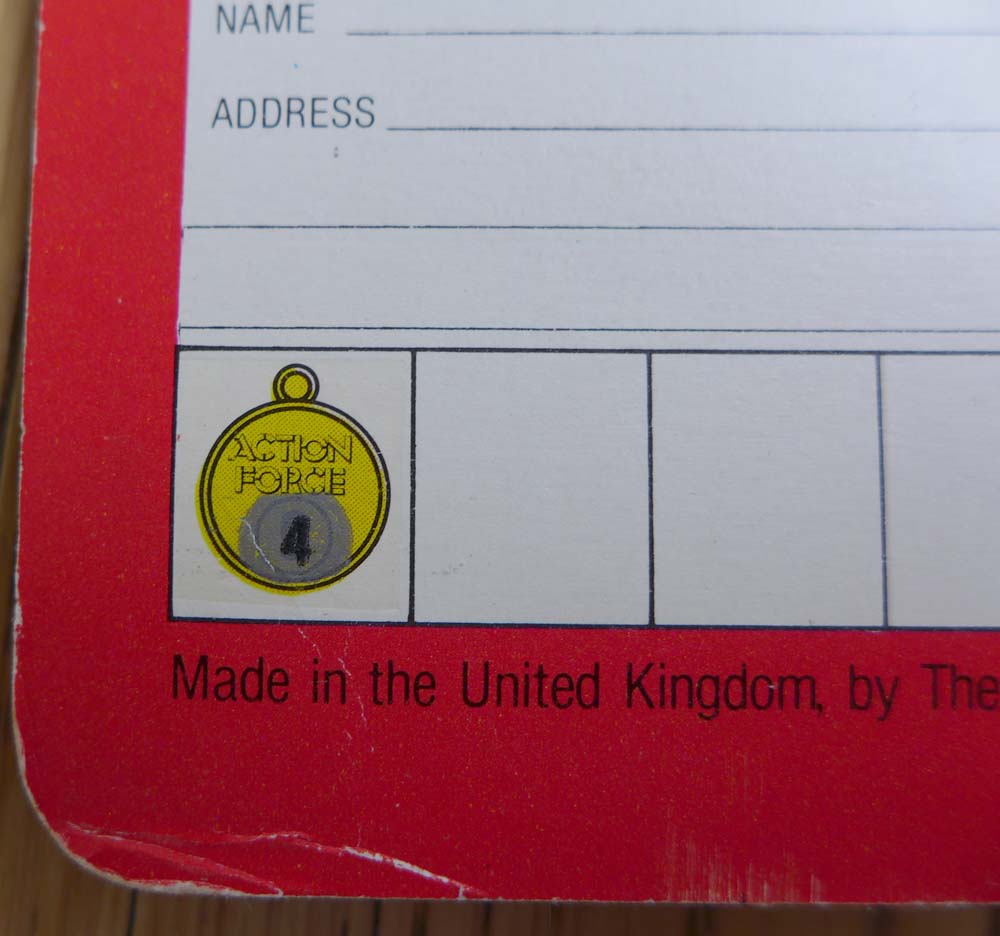 NAME
ADDRESS
ACTION
FORCE
4
Made in the United Kingdom, by The